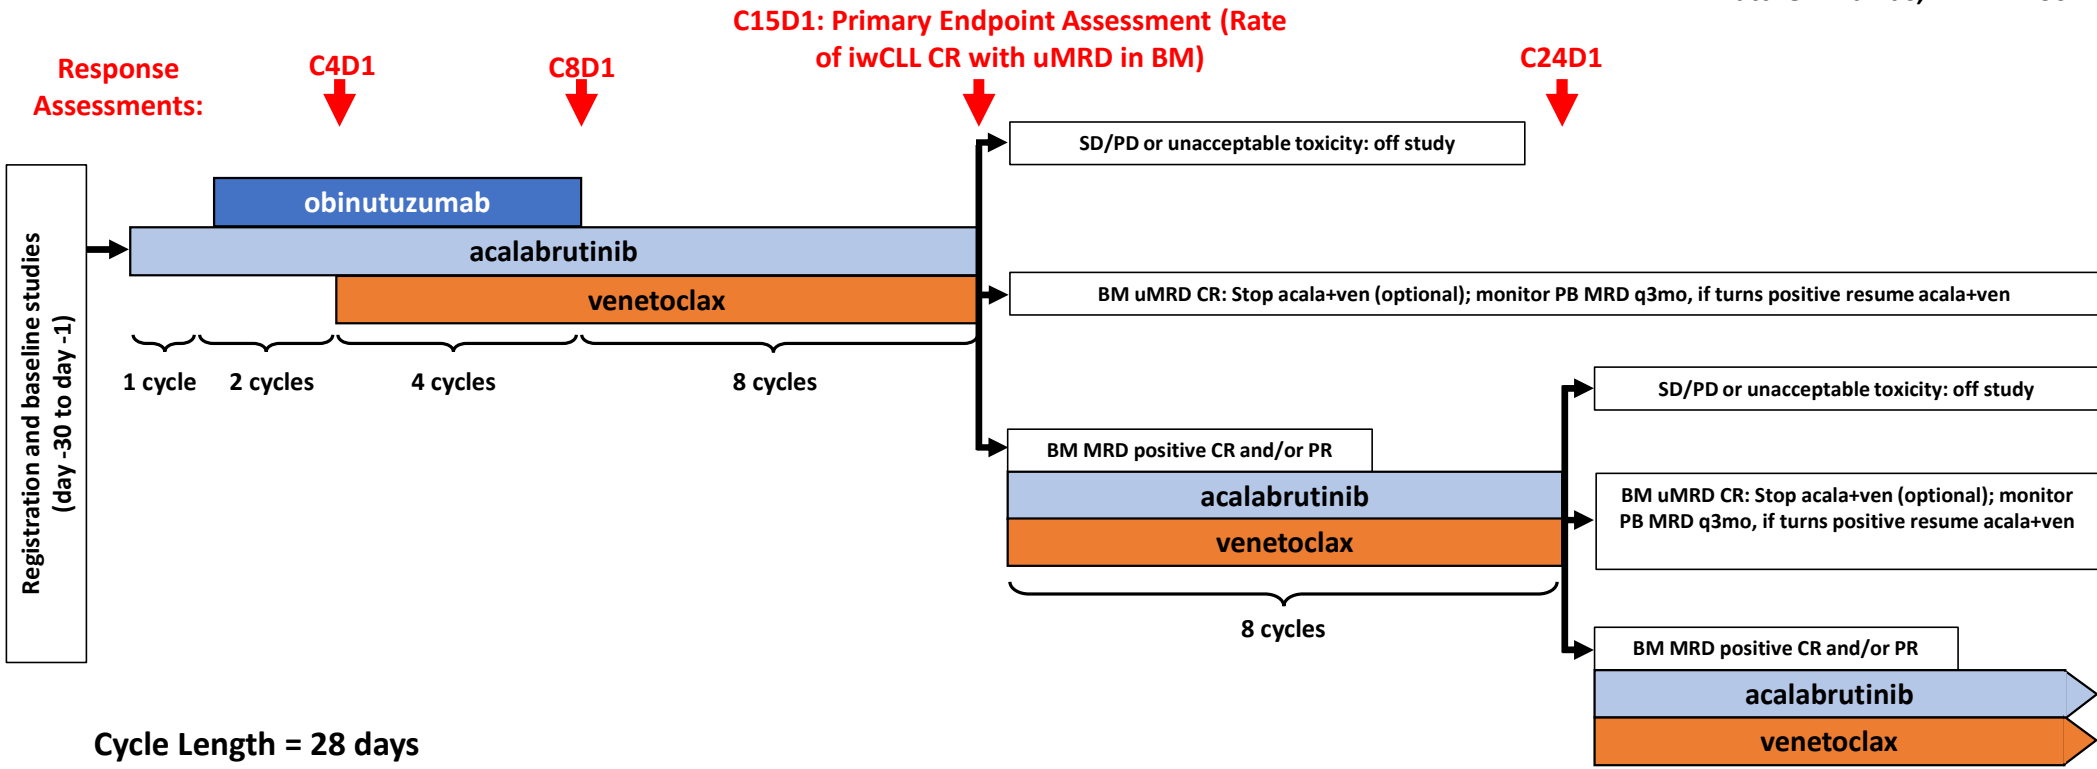 C15D1: Primary Endpoint Assessment (Rate
of iwCLL CR with uMRD in BM)
Response
Assessments:
C4D1
C8D1
C24D1
SD/PD or unacceptable toxicity: off study
Registration and baseline studies
(day -30 to day -1)
obinutuzumab
acalabrutinib
venetoclax
BM uMRD CR: Stop acala+ven (optional); monitor PB MRD q3mo, if turns positive resume acala+ven
1 cycle
2 cycles
4 cycles
8 cycles
SD/PD or unacceptable toxicity: off study
BM MRD positive CR and/or PR
acalabrutinib
venetoclax
BM uMRD CR: Stop acala+ven (optional); monitor
PB MRD q3mo, if turns positive resume acala+ven
8 cycles
BM MRD positive CR and/or PR
acalabrutinib
venetoclax
Cycle Length = 28 days